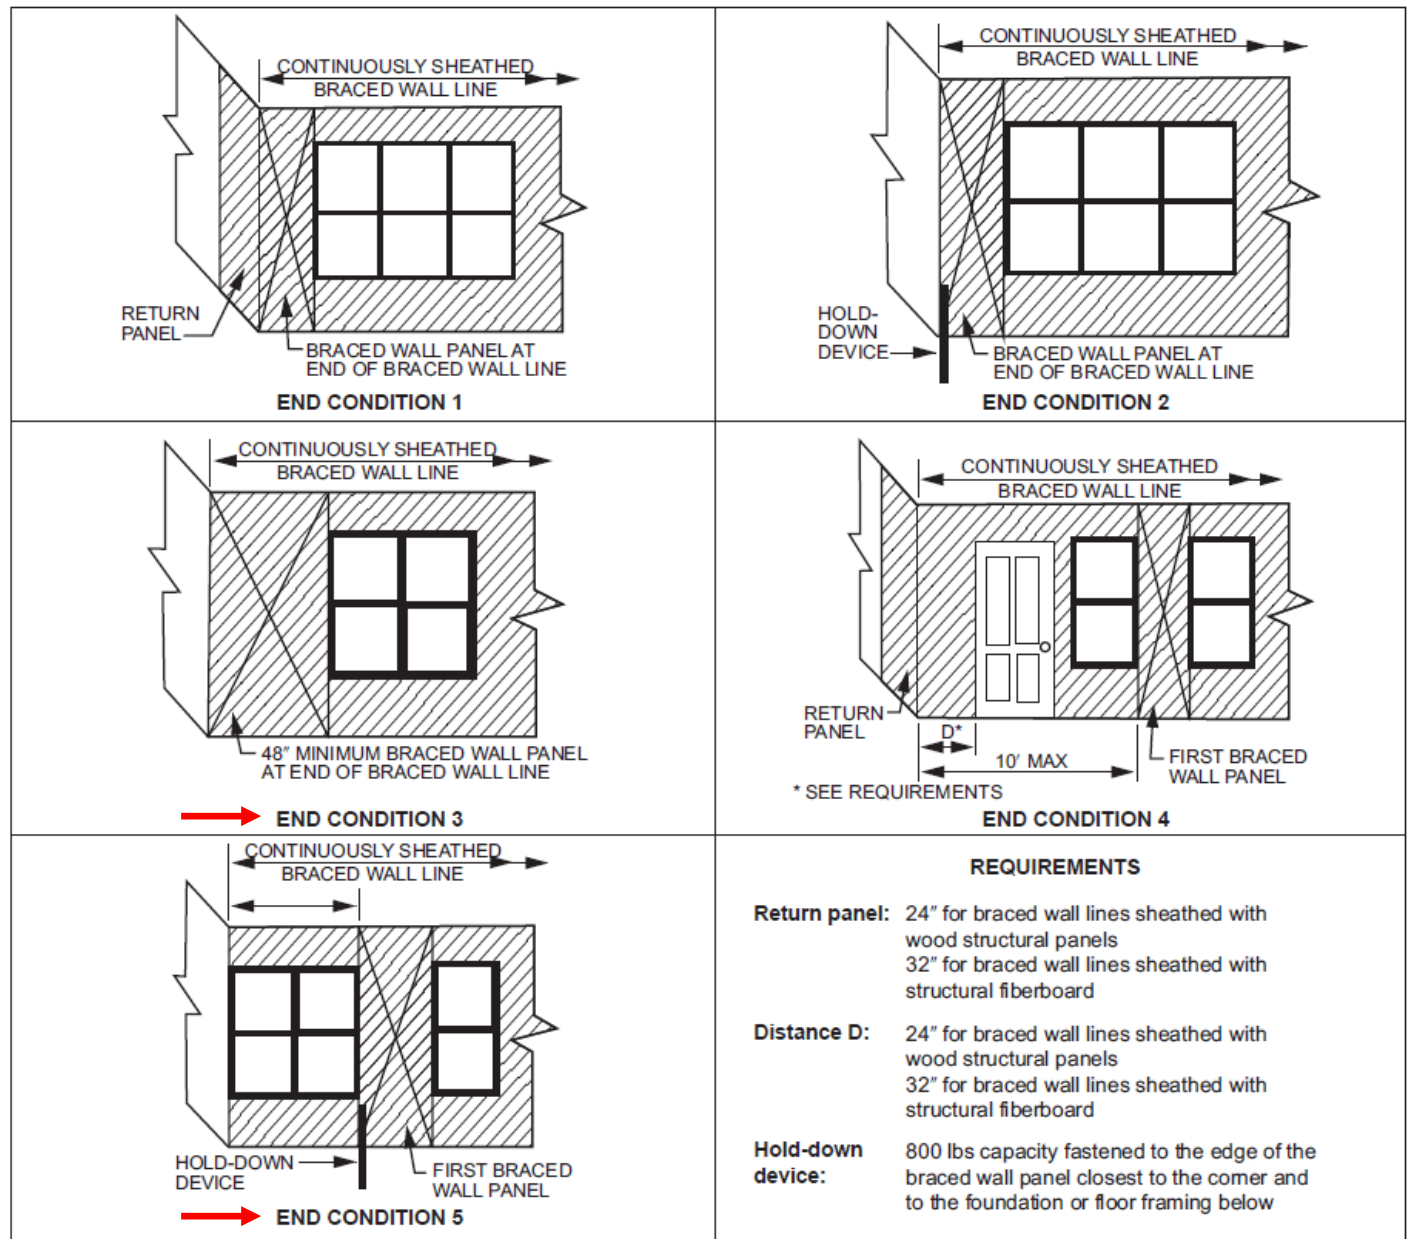 CONTINUOUSLY SHEATHED
BRACED WALL LINE
RETURN
PANEL
BRACED WALL PANEL AT
END OF BRACED WALL LINE
END CONDITION 1
CONTINUOUSLY SHEATHED
BRACED WALL LINE
HOLD-
DOWN
DEVICE
BRACED WALL PANEL AT
END OF BRACED WALL LINE
END CONDITION 2
CONTINUOUSLY SHEATHED
BRACED WALL LINE
48″ MINIMUM BRACED WALL PANEL
AT END OF BRACED WALL LINE
END CONDITION 3
CONTINUOUSLY SHEATHED
BRACED WALL LINE
RETURN
PANEL
D*
10′ MAX
FIRST BRACED
WALL PANEL
* SEE REQUIREMENTS
END CONDITION 4
CONTINUOUSLY SHEATHED
BRACED WALL LINE
HOLD-DOWN
DEVICE
FIRST BRACED
WALL PANEL
END CONDITION 5
REQUIREMENTS
Return panel: 24″ for braced wall lines sheathed with
wood structural panels
32″ for braced wall lines sheathed with
structural fiberboard
Distance D: 24″ for braced wall lines sheathed with
wood structural panels
32″ for braced wall lines sheathed with
structural fiberboard
Hold-down 800 lbs capacity fastened to the edge of the
device: braced wall panel closest to the corner and
to the foundation or floor framing below